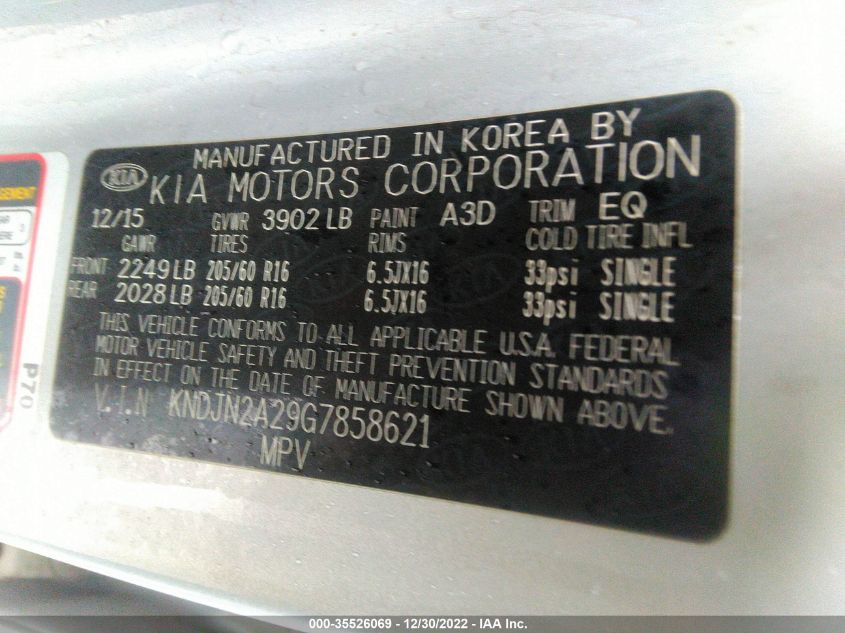 MANUFACTURED IN KOREA BY
KIA KIA MOTORS CORPORATION
12/15 GVWR 3902 LB PAINT A3D TRIM EQ
GAWR TIRES RIMS COLD TIRE INFL
FRONT 2249 LB 205/60 R16 6.5JX16 33psi SINGLE
REAR 2028 LB 205/60 R16 6.5JX16 33psi SINGLE
THIS VEHICLE CONFORMS TO ALL APPLICABLE U.S.A. FEDERAL
MOTOR VEHICLE SAFETY AND THEFT PREVENTION STANDARDS
IN EFFECT ON THE DATE OF MANUFACTURE SHOWN ABOVE.
V.I.N KNDJN2A29G7858621
MPV
P70
000-35526069 - 12/30/2022 - IAA Inc.